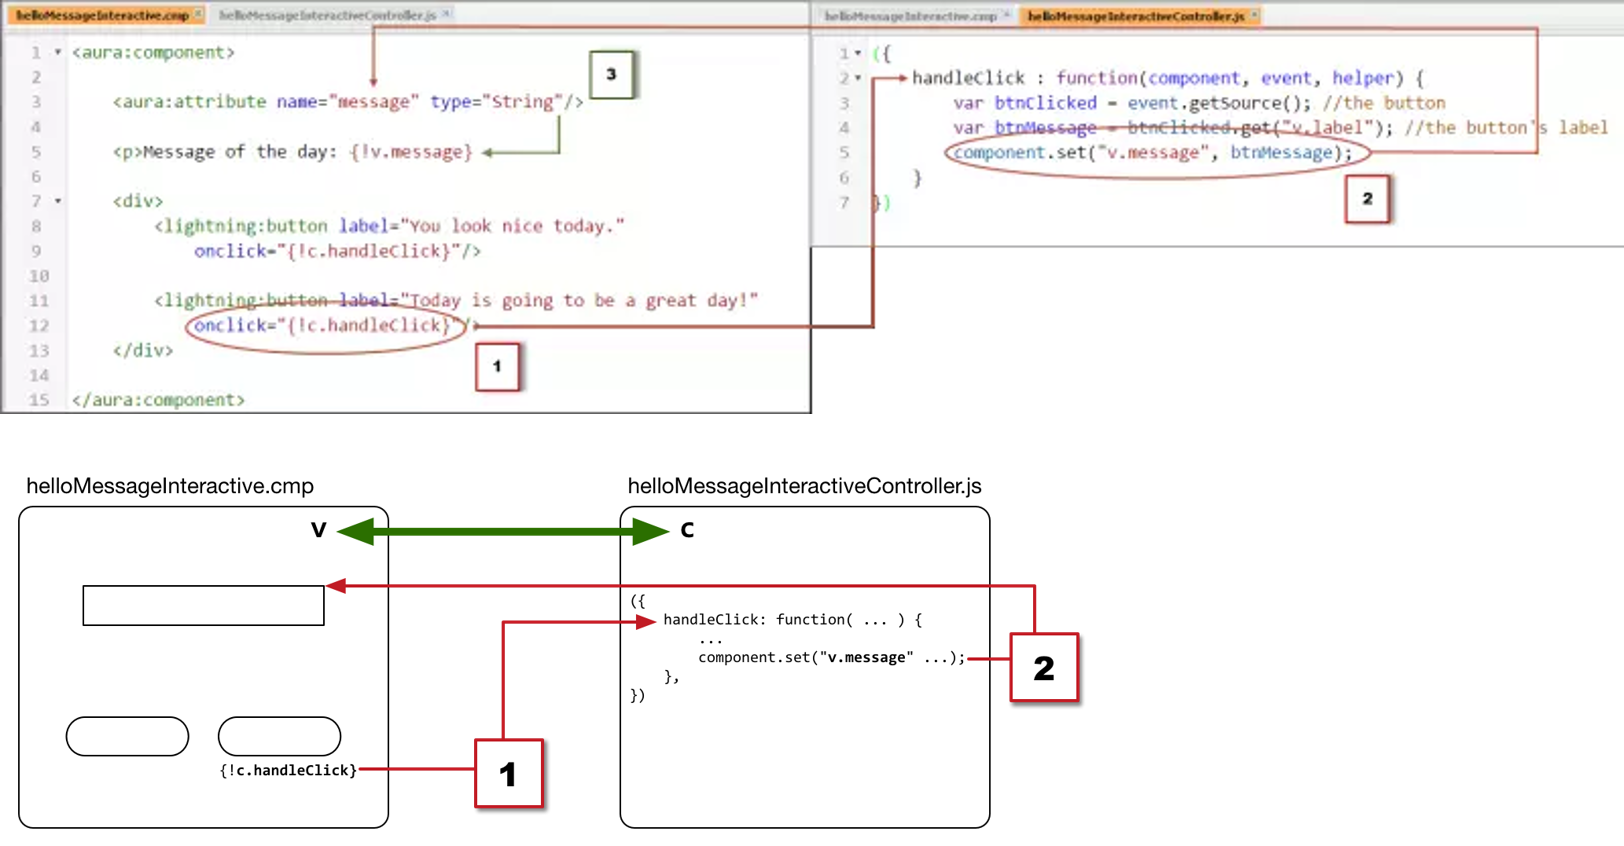 helloMessageInteractive.cmp × helloMessageInteractiveController.js ×
1 <aura:component>
2
3 <aura:attribute name="message" type="String"/>
4
5 <p>Message of the day: {!v.message}
6
7 <div>
8 <lightning:button label="You look nice today."
9 onclick="{!c.handleClick}"/>
10
11 <lightning:button label="Today is going to be a great day!"
12 onclick="{!c.handleClick}"/>
13 </div>
14
15 </aura:component>
3
1
helloMessageInteractive.cmp × helloMessageInteractiveController.js ×
1 ({
2 handleClick : function(component, event, helper) {
3 var btnClicked = event.getSource(); //the button
4 var btnMessage = btnClicked.get("v.label"); //the button's label
5 component.set("v.message", btnMessage);
6 }
7 })
2
helloMessageInteractive.cmp
V
{!c.handleClick}
1
helloMessageInteractiveController.js
C
({
handleClick: function( ... ) {
...
component.set("v.message" ...);
},
})
2